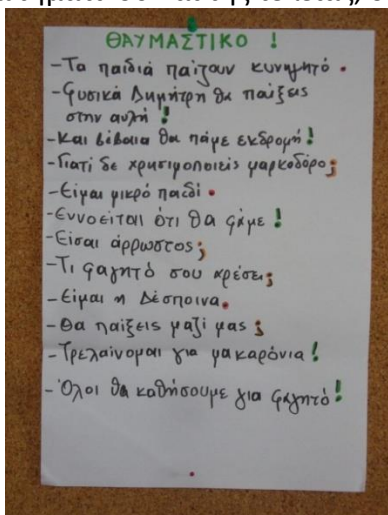 ΘΑΥΜΑΣΤΙΚΟ !
- Τα παιδιά παίζουν κυνηγητό .
- Φυσικά Δημήτρη θα παίξεις
στην αυλή !
- Και βέβαια θα πάμε εκδρομή !
- Γιατί δε χρησιμοποιείς μαρκαδόρο ;
- Είμαι μικρό παιδί .
- Εννοείται ότι θα φάμε !
- Είσαι άρρωστος ;
- Τι φαγητό σου αρέσει ;
- Είμαι η Δέσποινα .
- Θα παίξεις μαζί μας ;
- Τρελαίνομαι για μακαρόνια !
- Όλοι θα καθήσουμε για φαγητό !